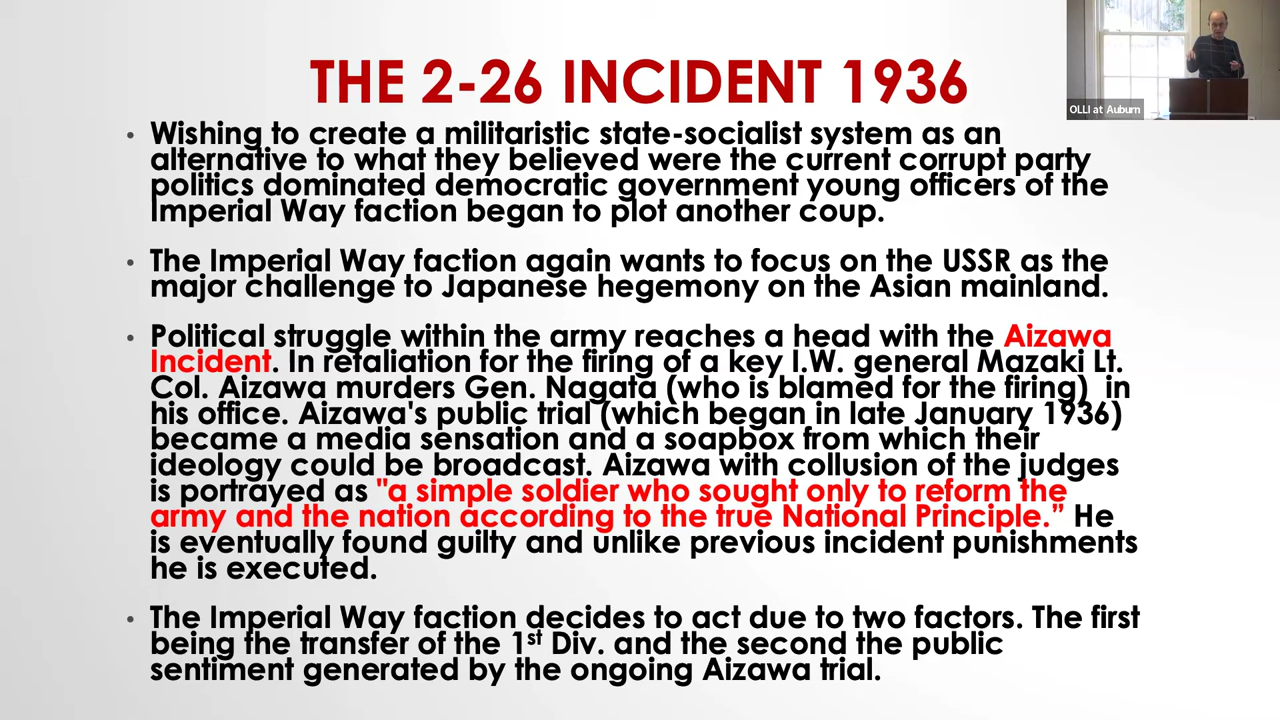 THE 2-26 INCIDENT 1936
OLLI at Auburn
• Wishing to create a militaristic state-socialist system as an
alternative to what they believed were the current corrupt party
politics dominated democratic government young officers of the
Imperial Way faction began to plot another coup.
• The Imperial Way faction again wants to focus on the USSR as the
major challenge to Japanese hegemony on the Asian mainland.
• Political struggle within the army reaches a head with the Aizawa
Incident. In retaliation for the firing of a key I.W. general Mazaki Lt.
Col. Aizawa murders Gen. Nagata (who is blamed for the firing) in
his office. Aizawa's public trial (which began in late January 1936)
became a media sensation and a soapbox from which their
ideology could be broadcast. Aizawa with collusion of the judges
is portrayed as "a simple soldier who sought only to reform the
army and the nation according to the true National Principle.” He
is eventually found guilty and unlike previous incident punishments
he is executed.
• The Imperial Way faction decides to act due to two factors. The first
being the transfer of the 1st Div. and the second the public
sentiment generated by the ongoing Aizawa trial.